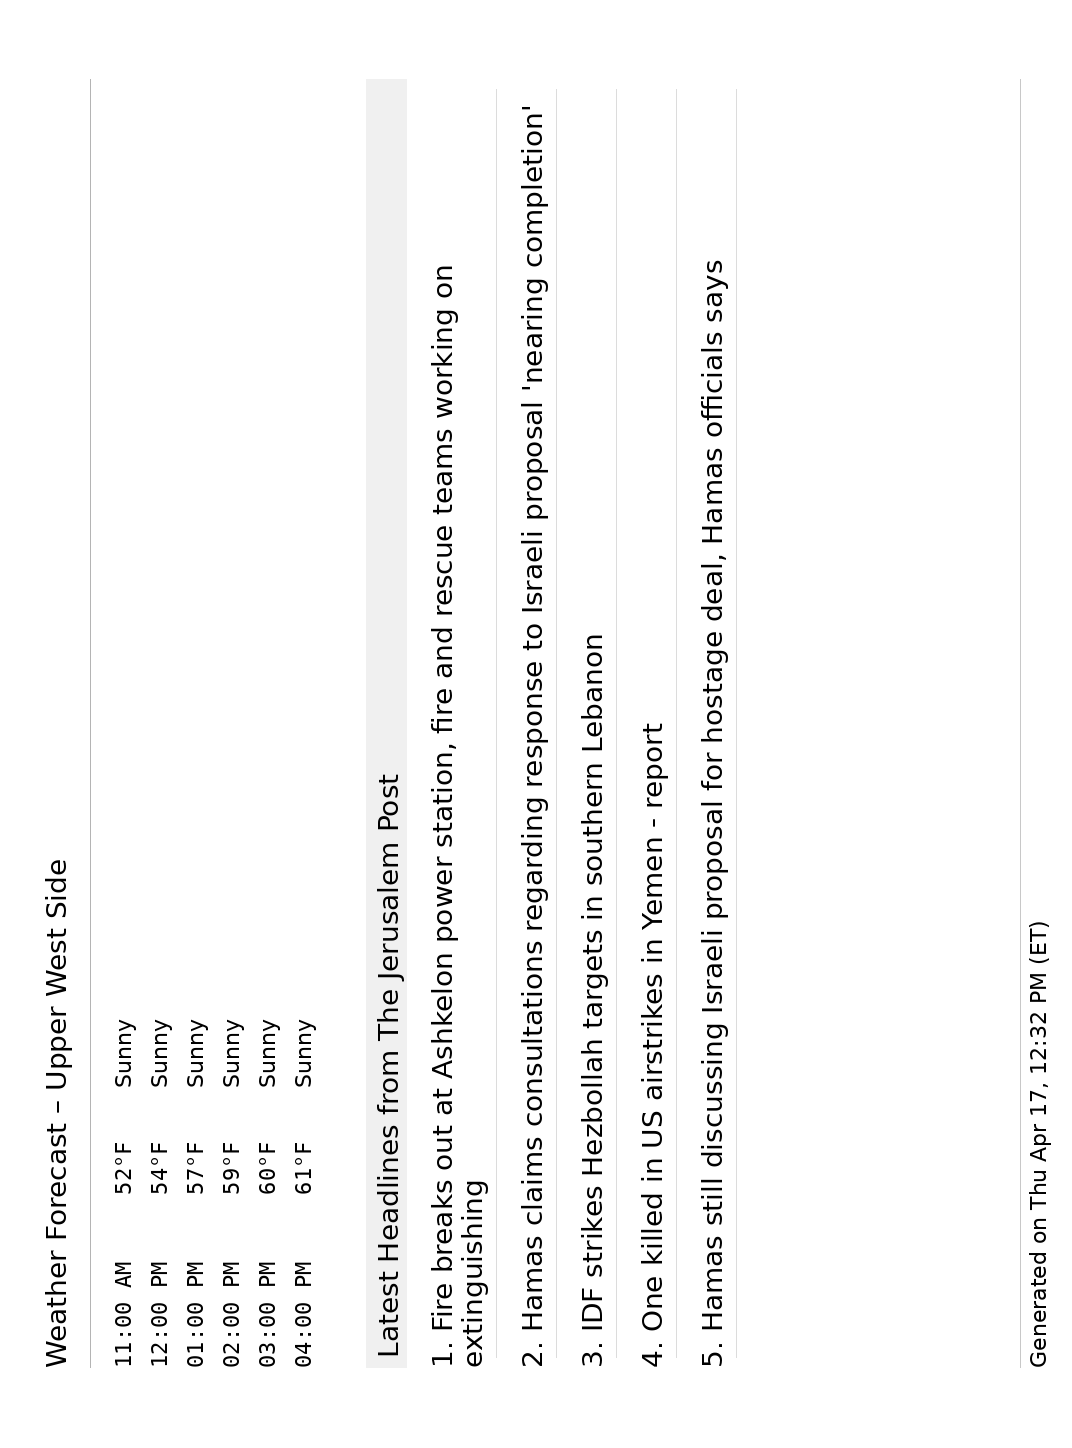 Weather Forecast – Upper West Side
11:00 AM 52°F Sunny
12:00 PM 54°F Sunny
01:00 PM 57°F Sunny
02:00 PM 59°F Sunny
03:00 PM 60°F Sunny
04:00 PM 61°F Sunny
Latest Headlines from The Jerusalem Post
1. Fire breaks out at Ashkelon power station, fire and rescue teams working on
extinguishing
2. Hamas claims consultations regarding response to Israeli proposal 'nearing completion'
3. IDF strikes Hezbollah targets in southern Lebanon
4. One killed in US airstrikes in Yemen - report
5. Hamas still discussing Israeli proposal for hostage deal, Hamas officials says
Generated on Thu Apr 17, 12:32 PM (ET)